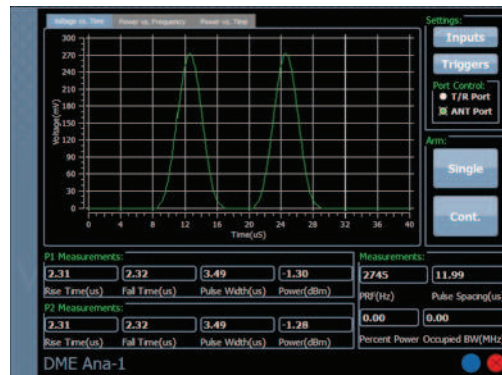 Voltage vs. Time Power vs. Frequency Power vs. Time
Settings:
Inputs
Triggers
Port Control:
T/R Port
ANT Port
Arm:
Single
Cont.
300
270
240
210
180
150
120
90
60
30
0
Voltage(mV)
0 4 8 12 16 20 24 28 32 36 40
Time(uS)
P1 Measurements:
2.31 2.32 3.49 -1.30
Rise Time(us) Fall Time(us) Pulse Width(us) Power(dBm)
P2 Measurements:
2.31 2.32 3.49 -1.28
Rise Time(us) Fall Time(us) Pulse Width(us) Power(dBm)
Measurements:
2745 11.99
PRF(Hz) Pulse Spacing(us)
0.00 0.00
Percent Power Occupied BW(MHz)
DME Ana-1